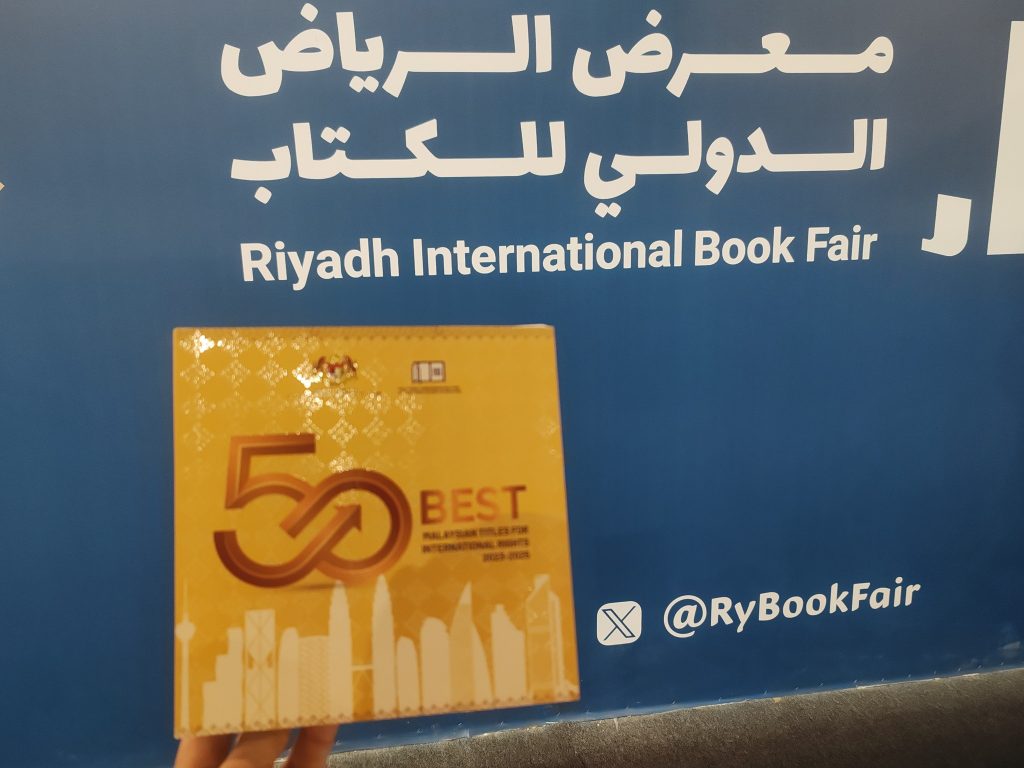 معرض الرياض
الدولي للكتاب
Riyadh International Book Fair
50
BEST
MALAYSIAN TITLES FOR
INTERNATIONAL RIGHTS
@RyBookFair